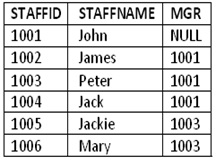 STAFFID STAFFNAME MGR
1001 John NULL
1002 James 1001
1003 Peter 1001
1004 Jack 1001
1005 Jackie 1003
1006 Mary 1003